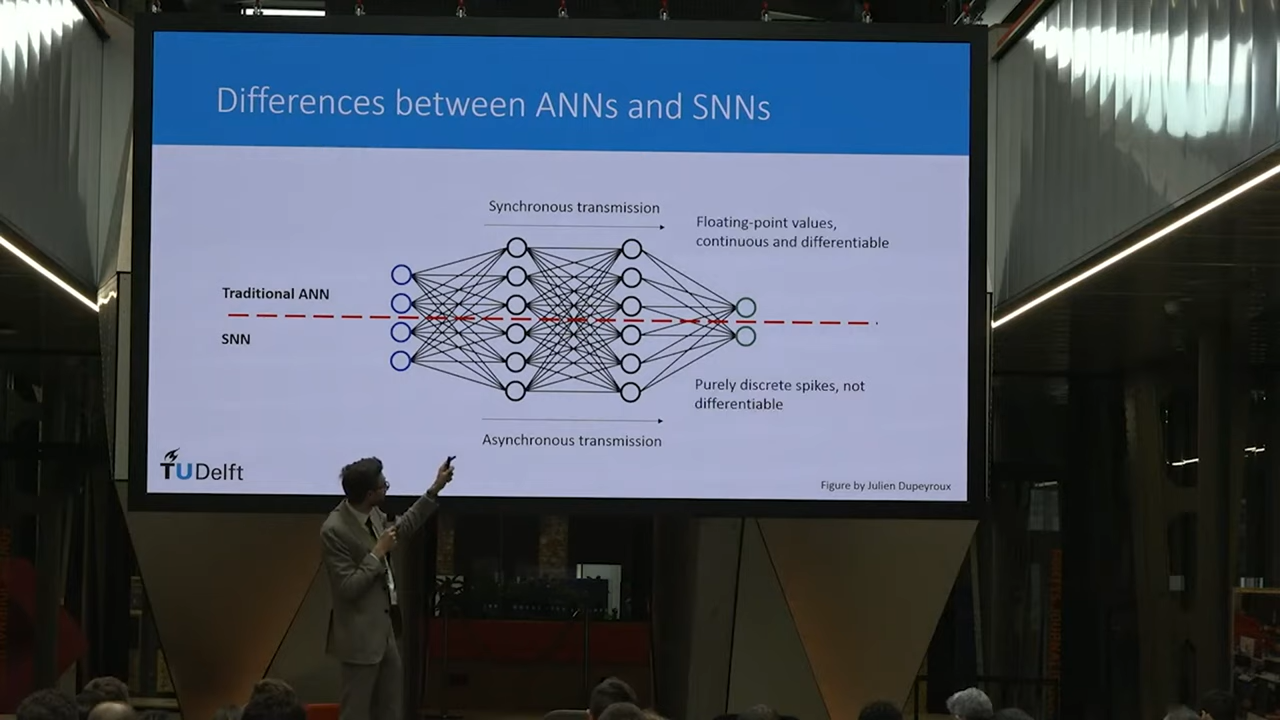 Differences between ANNs and SNNs
Synchronous transmission
Floating-point values,
continuous and differentiable
Traditional ANN
SNN
Purely discrete spikes, not
differentiable
Asynchronous transmission
TUDelft
Figure by Julien Dupeyroux